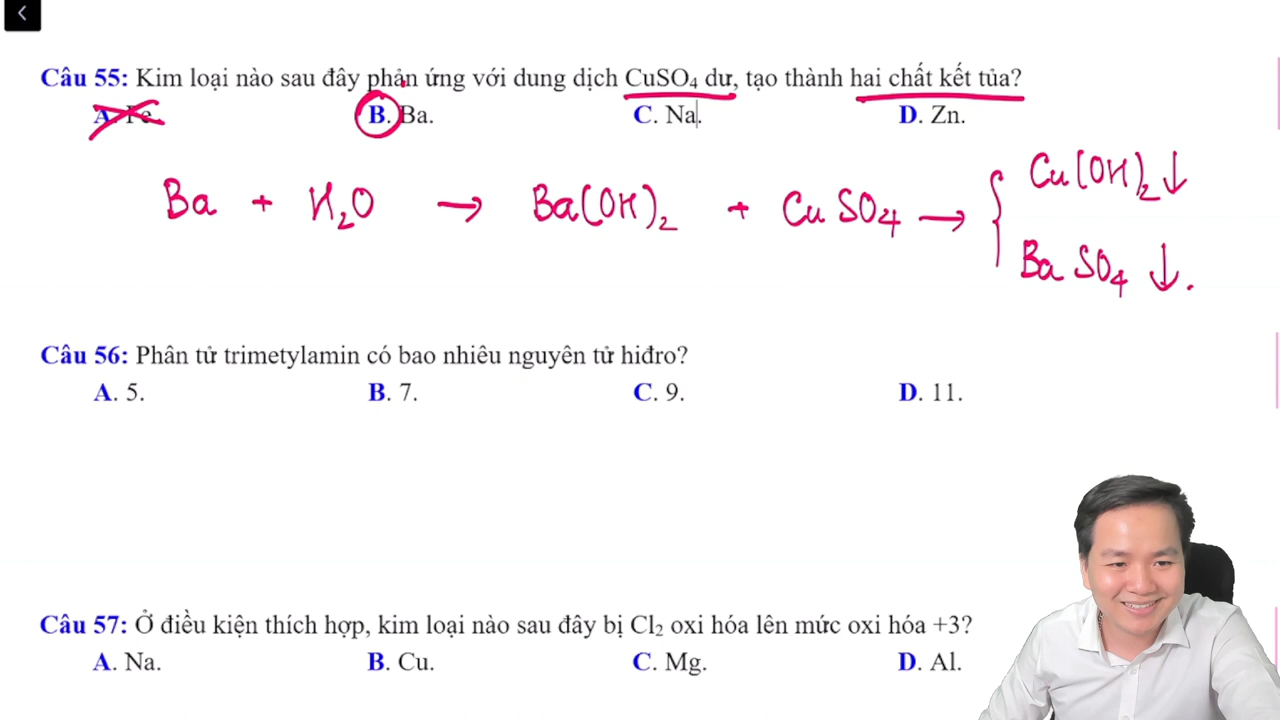 Câu 55: Kim loại nào sau đây phản ứng với dung dịch CuSO₄ dư, tạo thành hai chất kết tủa?
A. Fe. B. Ba. C. Na. D. Zn.
Ba + H₂O → Ba(OH)₂ + CuSO₄ → { Cu(OH)₂↓
BaSO₄ ↓.
Câu 56: Phân tử trimetylamin có bao nhiêu nguyên tử hiđro?
A. 5. B. 7. C. 9. D. 11.
Câu 57: Ở điều kiện thích hợp, kim loại nào sau đây bị Cl₂ oxi hóa lên mức oxi hóa +3?
A. Na. B. Cu. C. Mg. D. Al.